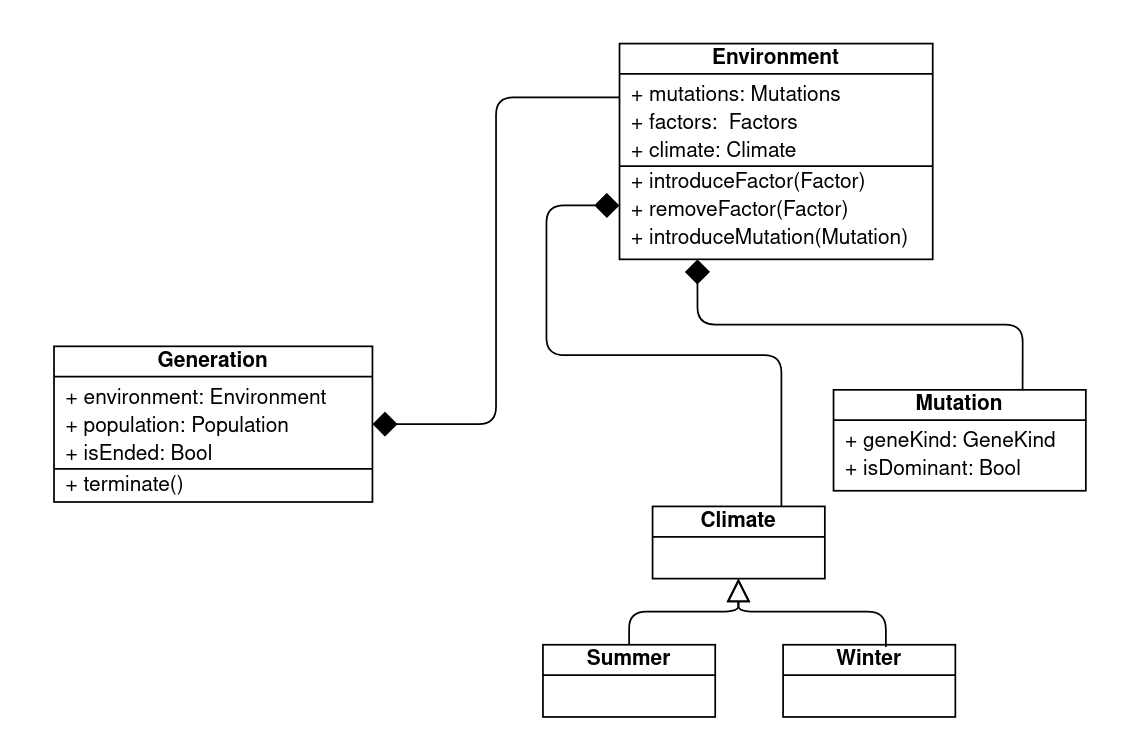 Environment
+ mutations: Mutations
+ factors:  Factors
+ climate: Climate
+ introduceFactor(Factor)
+ removeFactor(Factor)
+ introduceMutation(Mutation)
Generation
+ environment: Environment
+ population: Population
+ isEnded: Bool
+ terminate()
Mutation
+ geneKind: GeneKind
+ isDominant: Bool
Climate
Summer
Winter